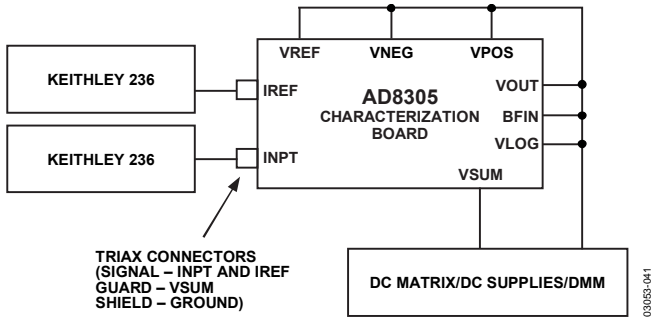 VREF VNEG VPOS
KEITHLEY 236
IREF
AD8305
CHARACTERIZATION
BOARD
VOUT
BFIN
VLOG
KEITHLEY 236
INPT
VSUM
TRIAX CONNECTORS
(SIGNAL – INPT AND IREF
GUARD – VSUM
SHIELD – GROUND)
DC MATRIX/DC SUPPLIES/DMM
03053-041